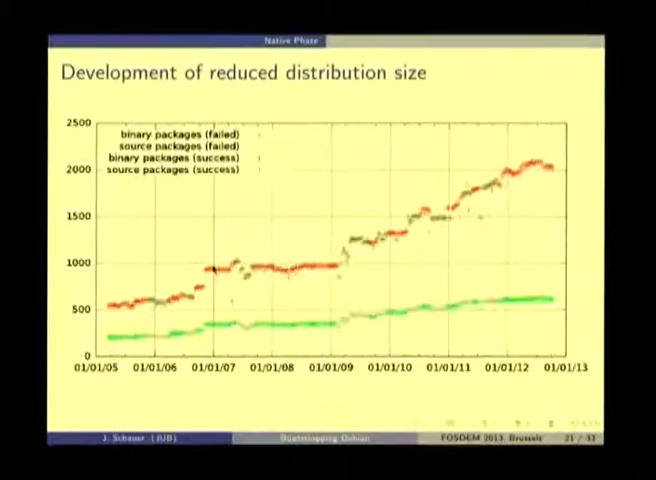 Native Phase
Development of reduced distribution size
2500
binary packages (failed)
source packages (failed)
binary packages (success)
source packages (success)
2000
1500
1000
500
0
01/01/05 01/01/06 01/01/07 01/01/08 01/01/09 01/01/10 01/01/11 01/01/12 01/01/13
J. Schauer (JUB) Bootstrapping Debian FOSDEM 2013, Brussels 21 / 33